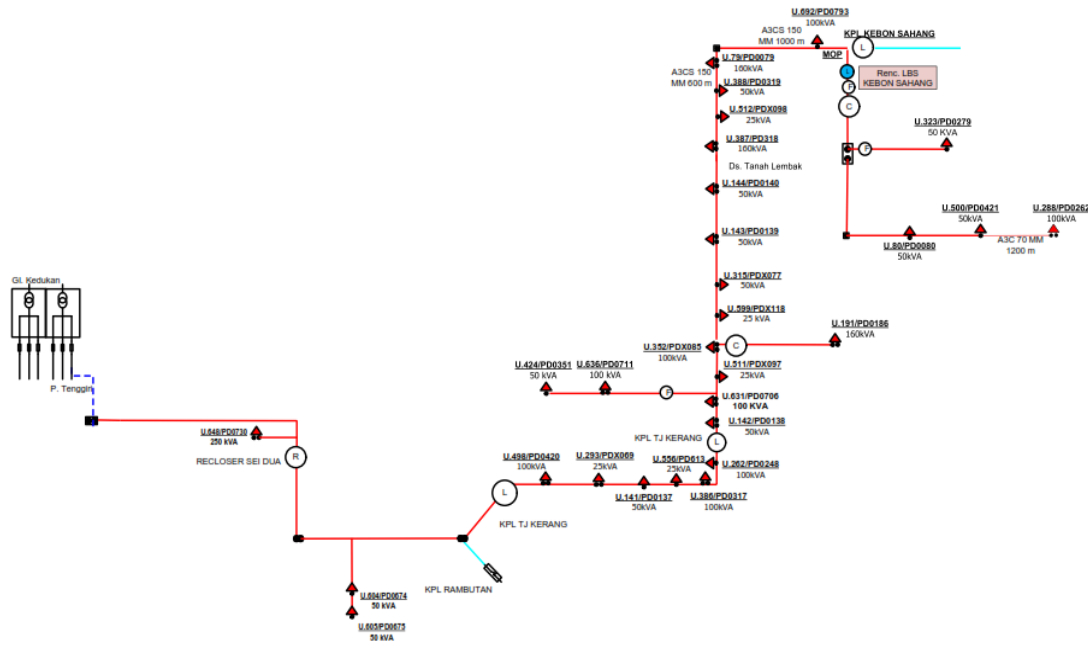 U.692/PD0793
100kVA
A3CS 150
MM 1000 m
KPL KEBON SAHANG
L
MOP
U.79/PD0079
160kVA
A3CS 150
MM 600 m
U.388/PD0319
50kVA
Renc. LBS
KEBON SAHANG
F
C
U.512/PDX098
25kVA
U.323/PD0279
50 KVA
F
U.387/PD318
160kVA
Ds. Tanah Lembak
U.144/PD0140
50kVA
U.500/PD0421
50kVA
U.288/PD0262
100kVA
U.80/PD0080
50kVA
A3C 70 MM
1200 m
U.143/PD0139
50kVA
GI. Kedukan
U.315/PDX077
50kVA
U.599/PDX118
25 kVA
U.191/PD0186
160kVA
U.352/PDX085
100kVA
C
U.424/PD0351
50 kVA
U.636/PD0711
100 kVA
U.511/PDX097
25kVA
F
P. Tenggiri
U.631/PD0706
100 KVA
U.142/PD0138
50kVA
U.648/PD0730
250 kVA
KPL TJ KERANG
L
RECLOSER SEI DUA
R
U.498/PD0420
100kVA
U.293/PDX069
25kVA
U.556/PD613
25kVA
U.262/PD0248
100kVA
L
U.141/PD0137
50kVA
U.386/PD0317
100kVA
KPL TJ KERANG
KPL RAMBUTAN
U.604/PD0674
50 kVA
U.605/PD0675
50 kVA